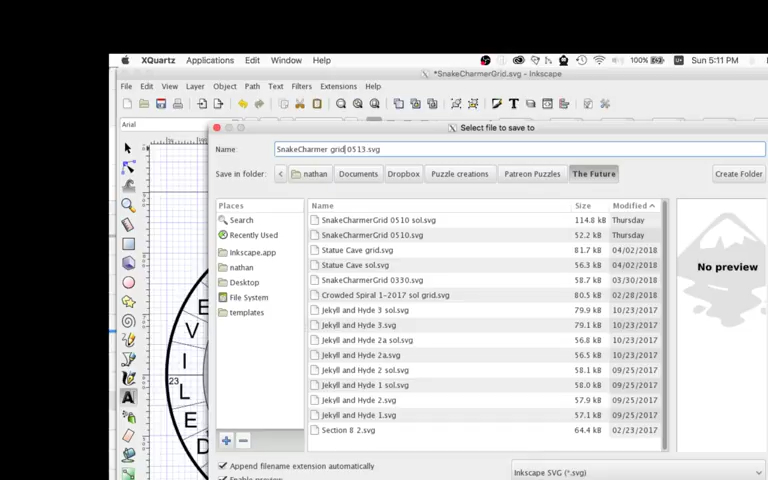 XQuartz Applications Edit Window Help 100% Sun 5:11 PM
*SnakeCharmerGrid.svg - Inkscape
File Edit View Layer Object Path Text Filters Extensions Help
Arial
Select file to save to
Name: SnakeCharmer grid 0513.svg
Save in folder: nathan Documents Dropbox Puzzle creations Patreon Puzzles The Future Create Folder
Places Name Size Modified
Search SnakeCharmerGrid 0510 sol.svg 114.8 kB Thursday
Recently Used SnakeCharmerGrid 0510.svg 52.2 kB Thursday
Inkscape.app Statue Cave grid.svg 81.7 kB 04/02/2018
nathan Statue Cave sol.svg 56.3 kB 04/02/2018
Desktop SnakeCharmerGrid 0330.svg 58.7 kB 03/30/2018
File System Crowded Spiral 1-2017 sol grid.svg 80.5 kB 02/28/2018
templates Jekyll and Hyde 3 sol.svg 79.9 kB 10/23/2017
Jekyll and Hyde 3.svg 79.1 kB 10/23/2017
Jekyll and Hyde 2a sol.svg 56.8 kB 10/23/2017
Jekyll and Hyde 2a.svg 56.5 kB 10/23/2017
Jekyll and Hyde 2 sol.svg 58.1 kB 09/25/2017
Jekyll and Hyde 1 sol.svg 58.0 kB 09/25/2017
Jekyll and Hyde 2.svg 57.9 kB 09/25/2017
Jekyll and Hyde 1.svg 57.1 kB 09/25/2017
Section 8 2.svg 64.4 kB 02/23/2017
No preview
E
V
I
23
L
E
D
Append filename extension automatically
Inkscape SVG (*.svg)
Enable preview